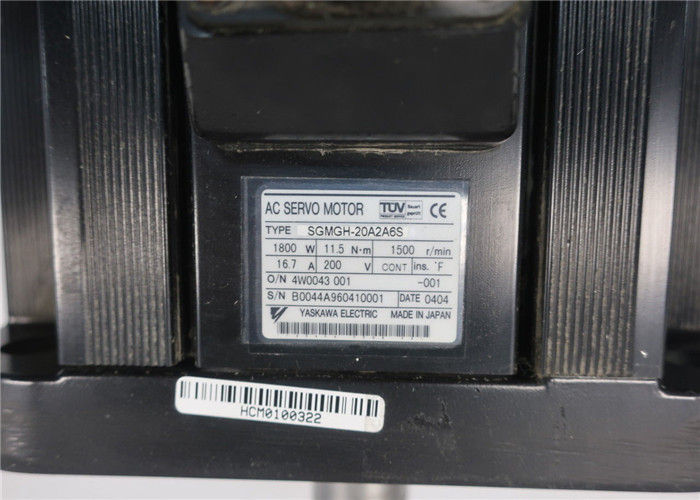 AC SERVO MOTOR TÜV CE
TYPE SGMGH-20A2A6S
1800 W 11.5 N·m 1500 r/min
16.7 A 200 V CONT ins. F
O/N 4W0043 001 -001
S/N B0044A960410001 DATE 0404
YASKAWA ELECTRIC MADE IN JAPAN
HCM0100322